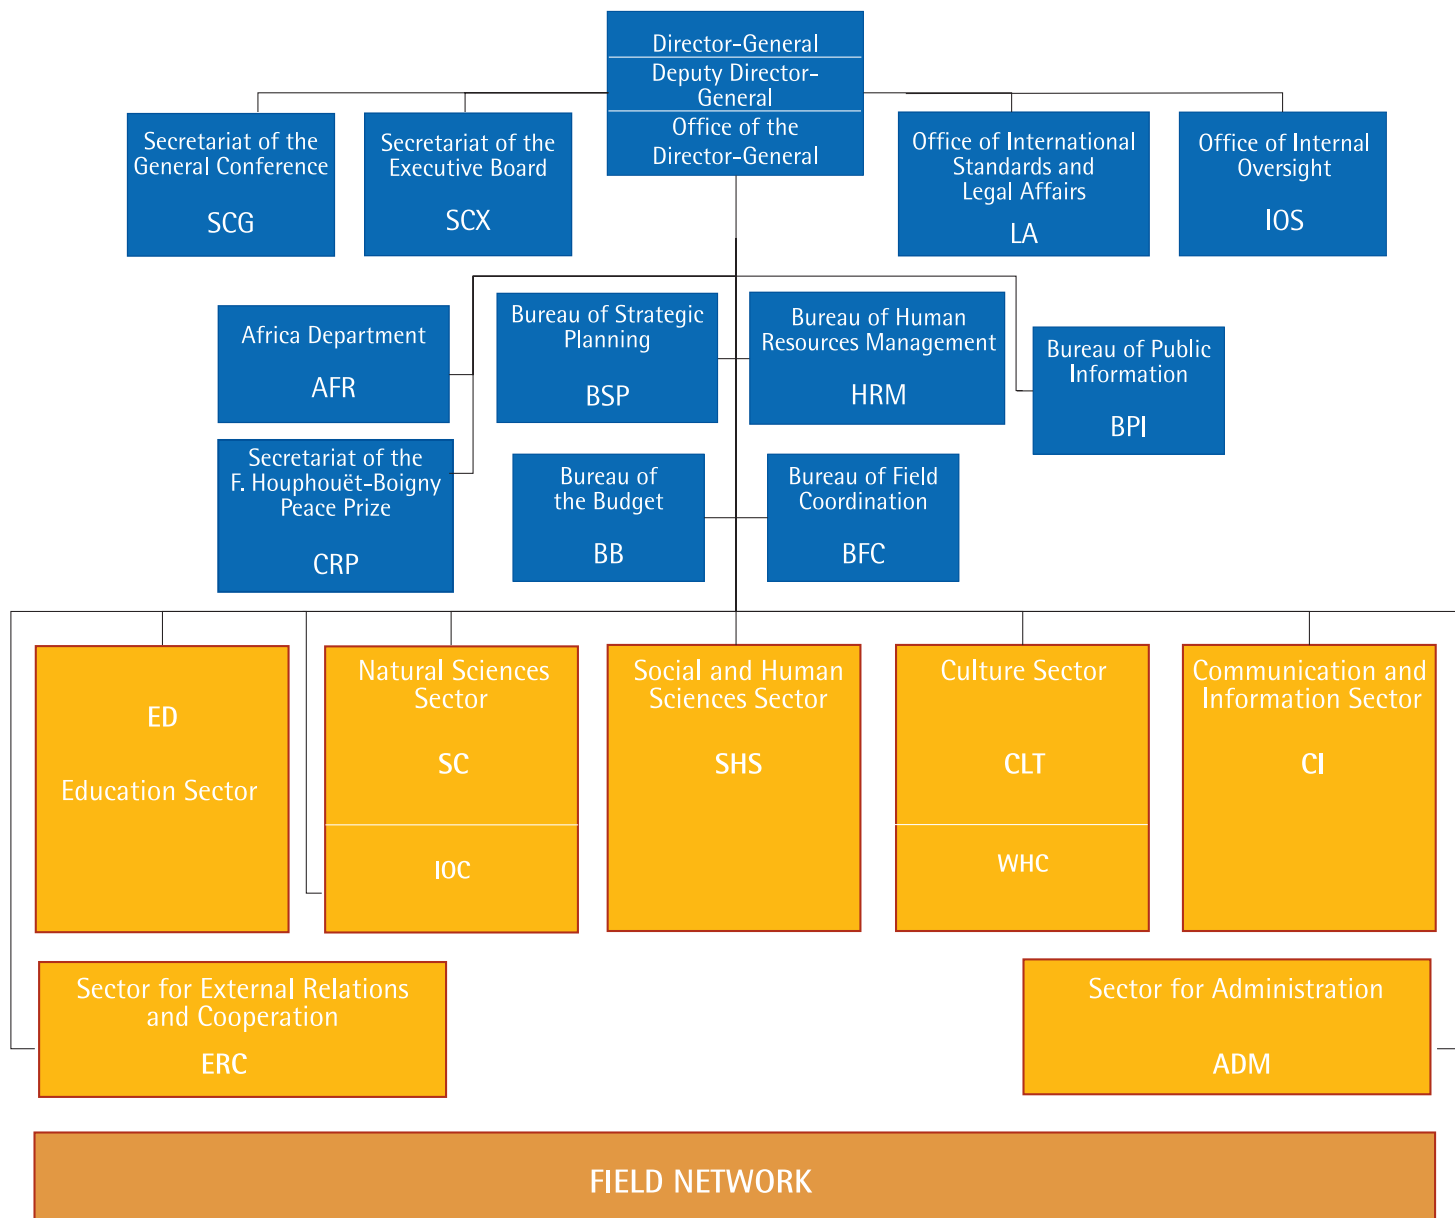 Director-General
Deputy Director-
General
Office of the
Director-General
Secretariat of the
General Conference
SCG
Secretariat of the
Executive Board
SCX
Office of International
Standards and
Legal Affairs
LA
Office of Internal
Oversight
IOS
Africa Department
AFR
Bureau of Strategic
Planning
BSP
Bureau of Human
Resources Management
HRM
Bureau of Public
Information
BPI
Secretariat of the
F. Houphouët-Boigny
Peace Prize
CRP
Bureau of
the Budget
BB
Bureau of Field
Coordination
BFC
ED
Education Sector
Natural Sciences
Sector
SC
IOC
Social and Human
Sciences Sector
SHS
Culture Sector
CLT
WHC
Communication and
Information Sector
CI
Sector for External Relations
and Cooperation
ERC
Sector for Administration
ADM
FIELD NETWORK